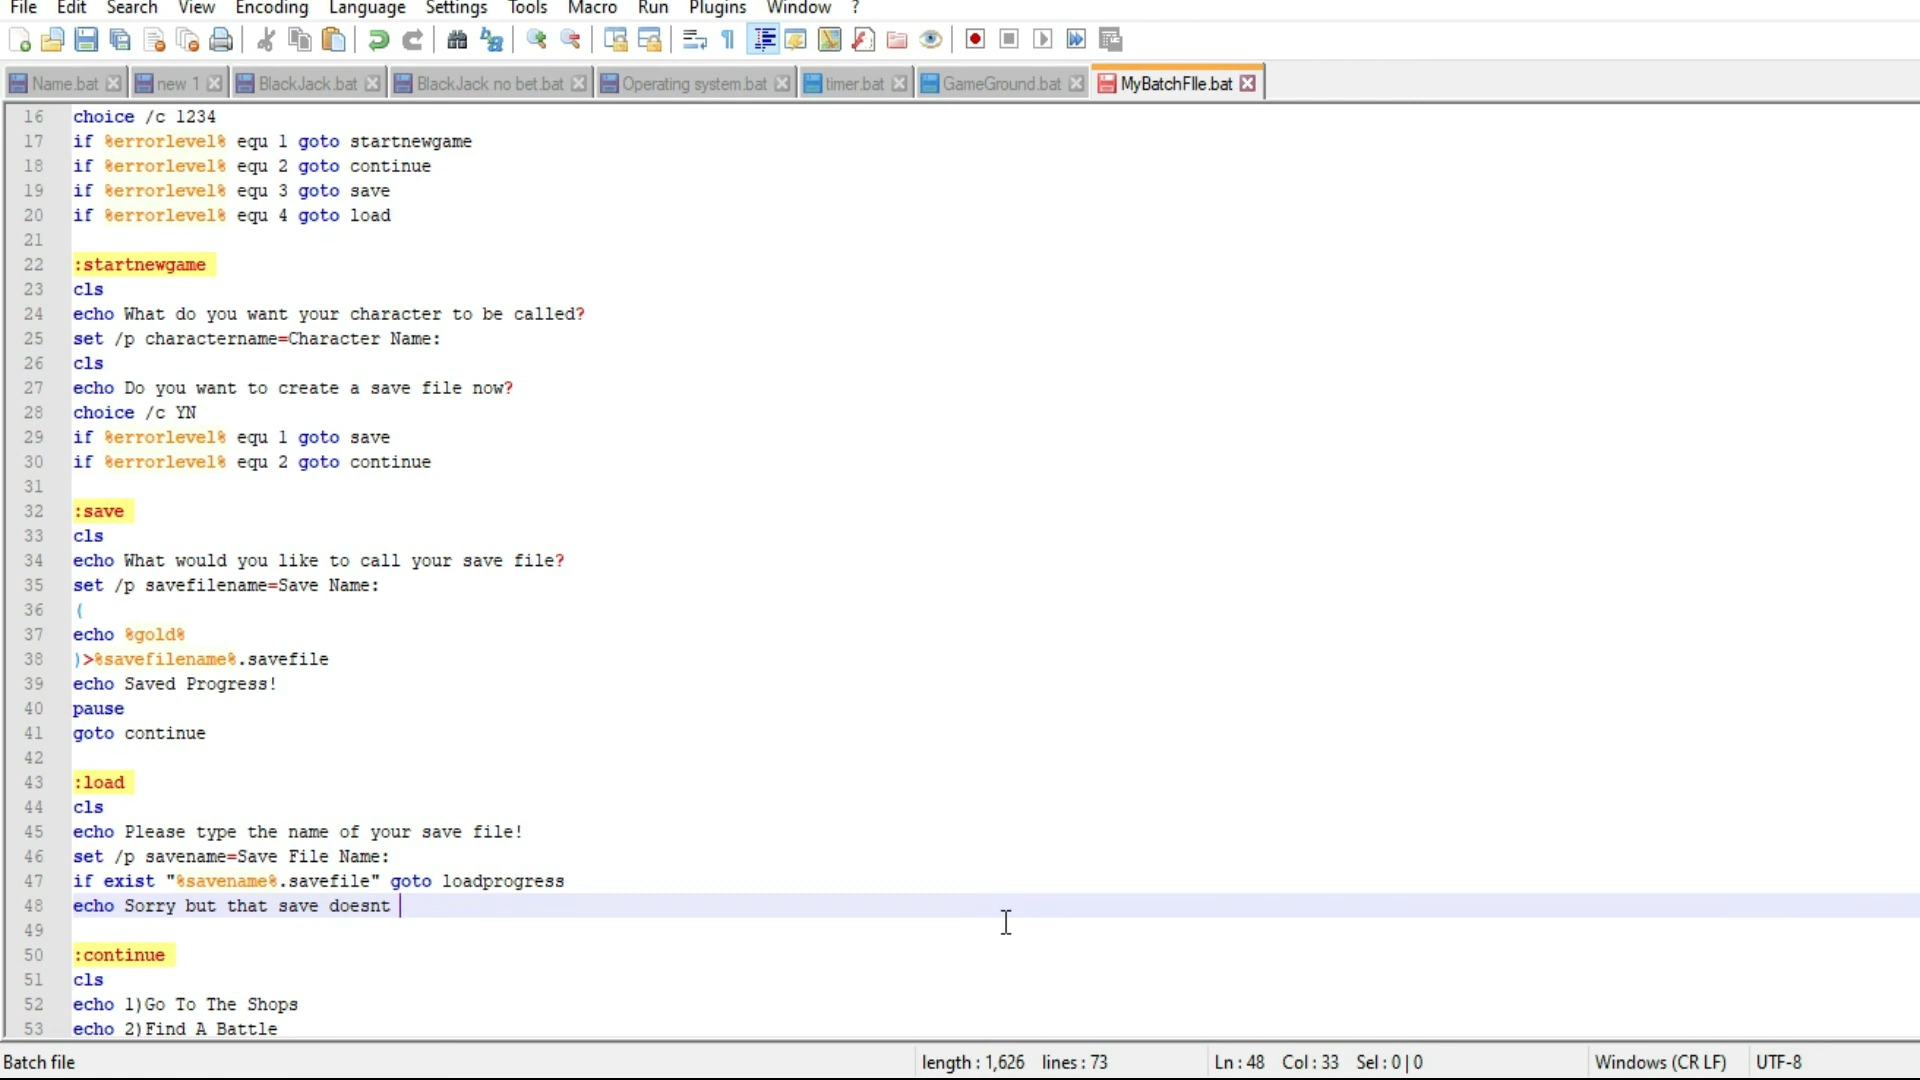 File Edit Search View Encoding Language Settings Tools Macro Run Plugins Window ?
Name.bat new 1 BlackJack.bat BlackJack no bet.bat Operating system.bat timer.bat GameGround.bat MyBatchFIle.bat
16 choice /c 1234
17 if %errorlevel% equ 1 goto startnewgame
18 if %errorlevel% equ 2 goto continue
19 if %errorlevel% equ 3 goto save
20 if %errorlevel% equ 4 goto load
21
22 :startnewgame
23 cls
24 echo What do you want your character to be called?
25 set /p charactername=Character Name:
26 cls
27 echo Do you want to create a save file now?
28 choice /c YN
29 if %errorlevel% equ 1 goto save
30 if %errorlevel% equ 2 goto continue
31
32 :save
33 cls
34 echo What would you like to call your save file?
35 set /p savefilename=Save Name:
36 (
37 echo %gold%
38 )>%savefilename%.savefile
39 echo Saved Progress!
40 pause
41 goto continue
42
43 :load
44 cls
45 echo Please type the name of your save file!
46 set /p savename=Save File Name:
47 if exist "%savename%.savefile" goto loadprogress
48 echo Sorry but that save doesnt
49
50 :continue
51 cls
52 echo 1)Go To The Shops
53 echo 2)Find A Battle
Batch file length : 1,626 lines : 73 Ln : 48 Col : 33 Sel : 0 | 0 Windows (CR LF) UTF-8